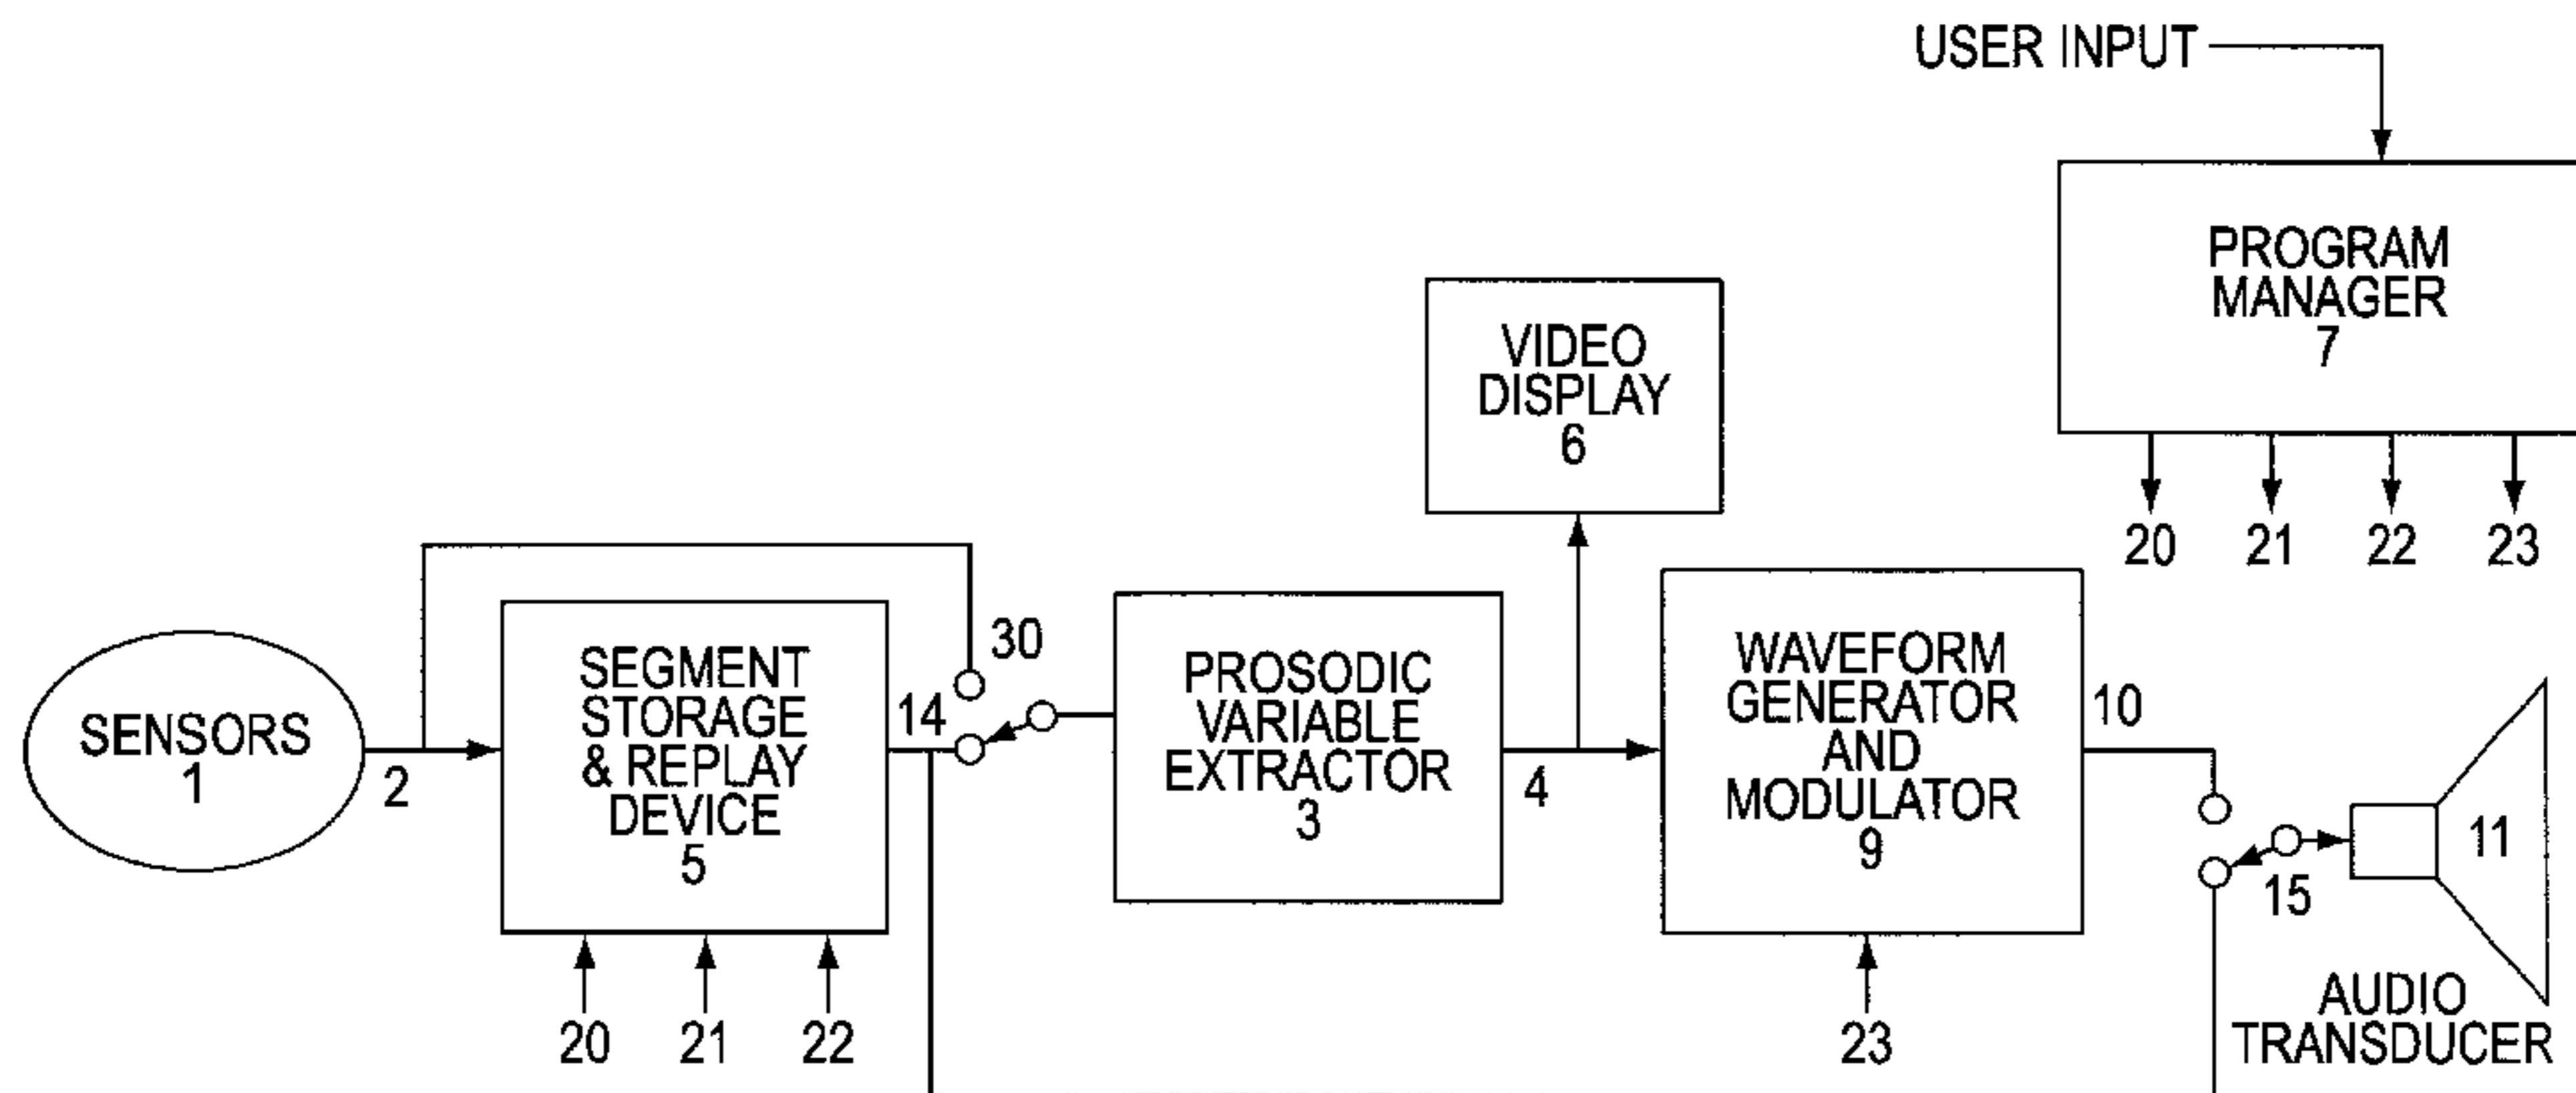 USER INPUT
PROGRAM
MANAGER
7
20 21 22 23
VIDEO
DISPLAY
6
SENSORS
1
2
SEGMENT
STORAGE
& REPLAY
DEVICE
5
20 21 22
14
30
PROSODIC
VARIABLE
EXTRACTOR
3
4
WAVEFORM
GENERATOR
AND
MODULATOR
9
23
10
15
11
AUDIO
TRANSDUCER